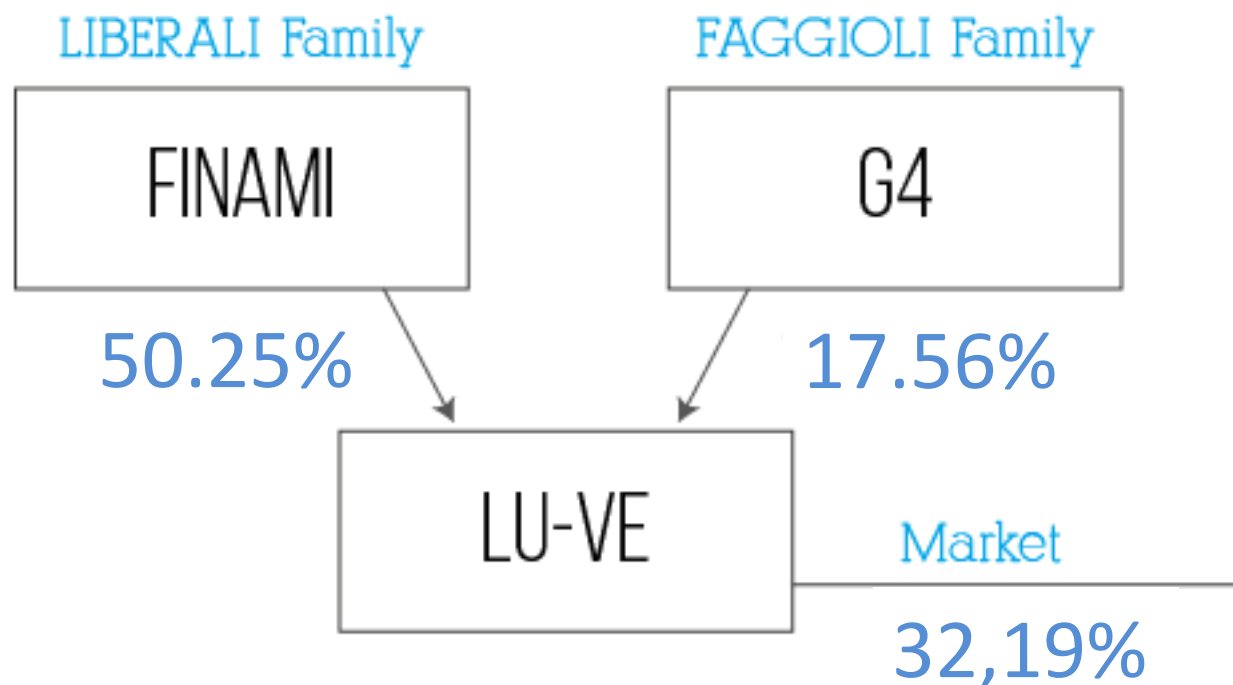 LIBERALI Family
FAGGIOLI Family
FINAMI
G4
50.25%
17.56%
LU-VE
Market
32,19%